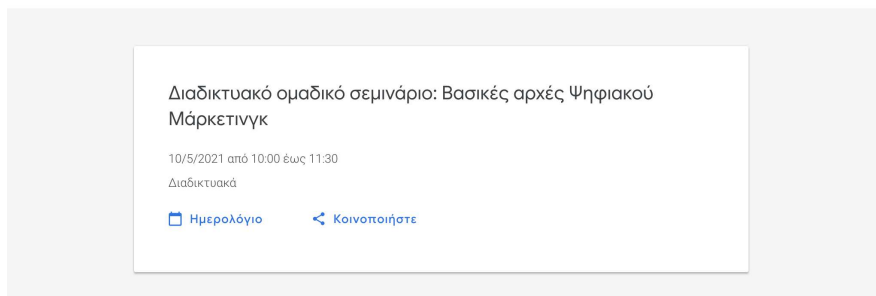 Διαδικτυακό ομαδικό σεμινάριο: Βασικές αρχές Ψηφιακού
Μάρκετινγκ
10/5/2021 από 10:00 έως 11:30
Διαδικτυακά
Ημερολόγιο Κοινοποιήστε